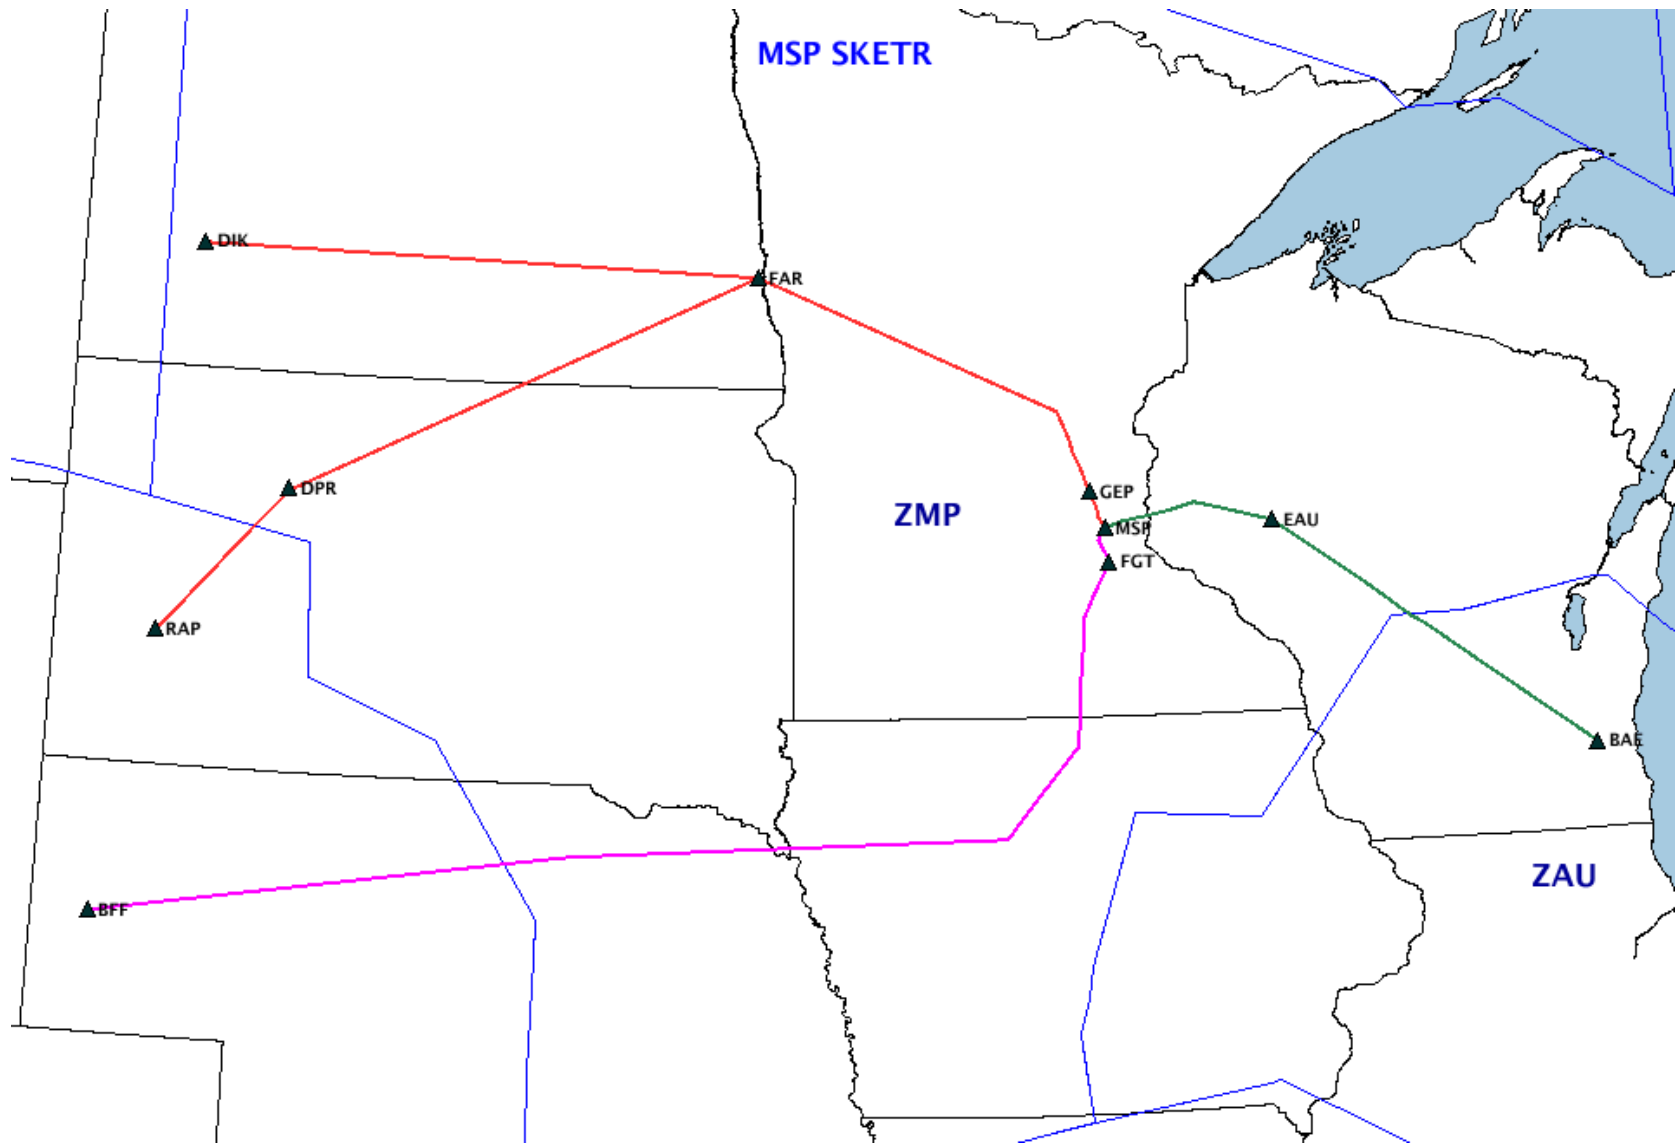 MSP SKETR
DIK
FAR
DPR
GEP
ZMP
MSP
EAU
FGT
RAP
BAE
ZAU
BFF